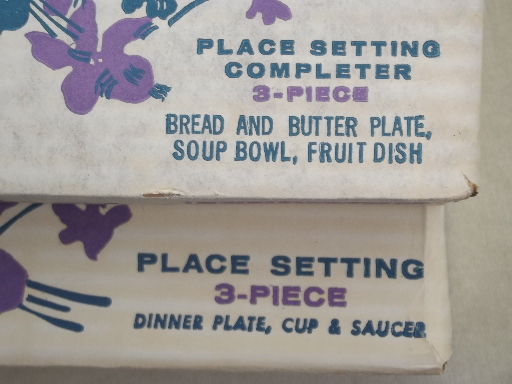 PLACE SETTING
COMPLETER
3-PIECE
BREAD AND BUTTER PLATE,
SOUP BOWL, FRUIT DISH
PLACE SETTING
3-PIECE
DINNER PLATE, CUP & SAUCER